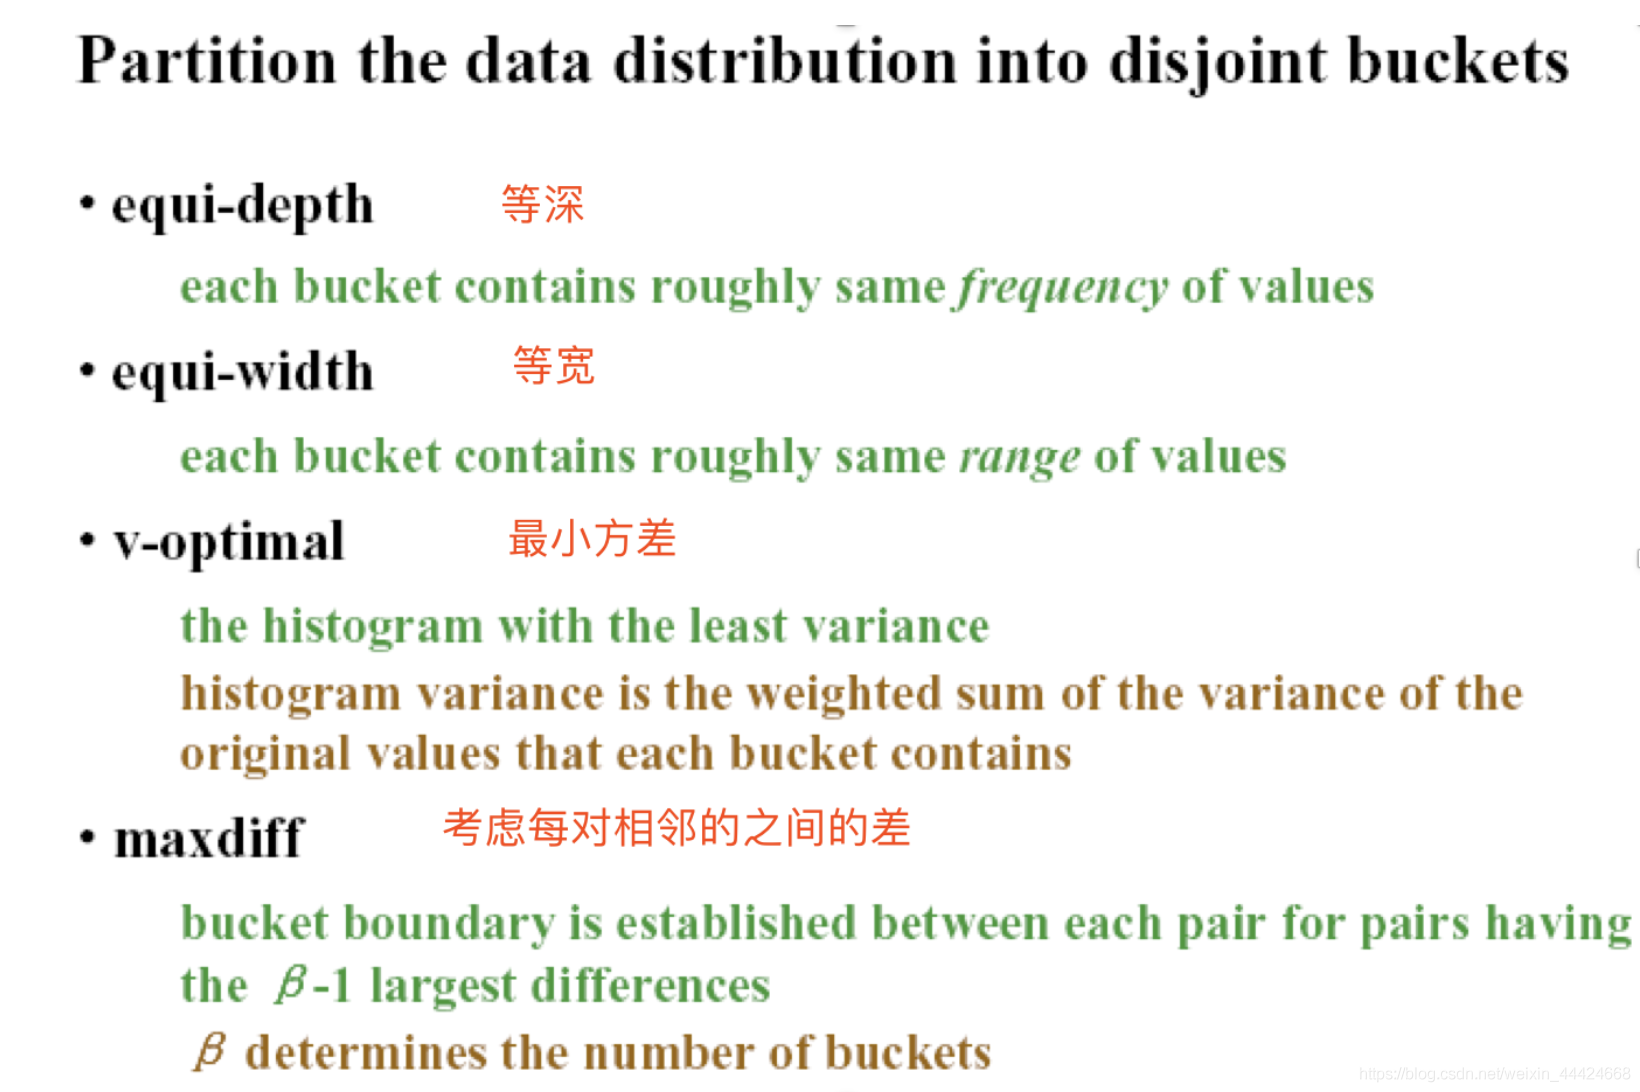 Partition the data distribution into disjoint buckets
• equi-depth 等深
each bucket contains roughly same frequency of values
• equi-width 等宽
each bucket contains roughly same range of values
• v-optimal 最小方差
the histogram with the least variance
histogram variance is the weighted sum of the variance of the
original values that each bucket contains
• maxdiff 考虑每对相邻的之间的差
bucket boundary is established between each pair for pairs having
the β-1 largest differences
β determines the number of buckets
https://blog.csdn.net/weixin_44424668